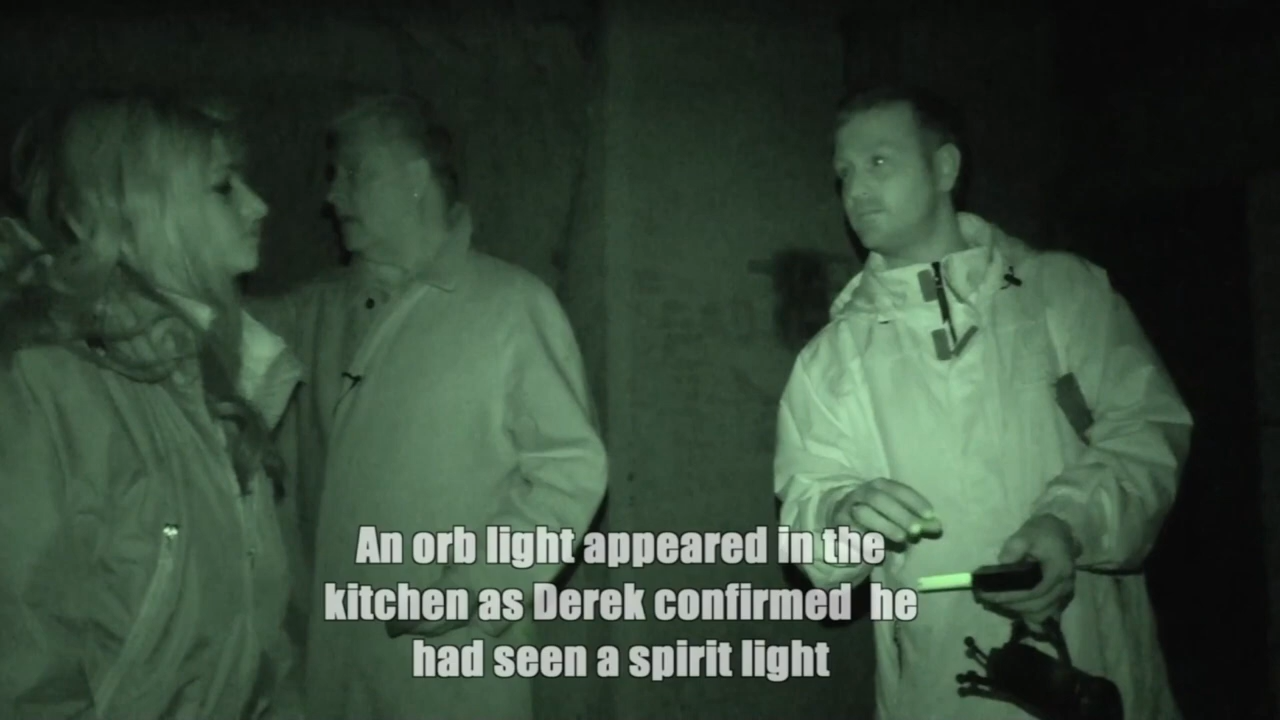 An orb light appeared in the
kitchen as Derek confirmed he
had seen a spirit light